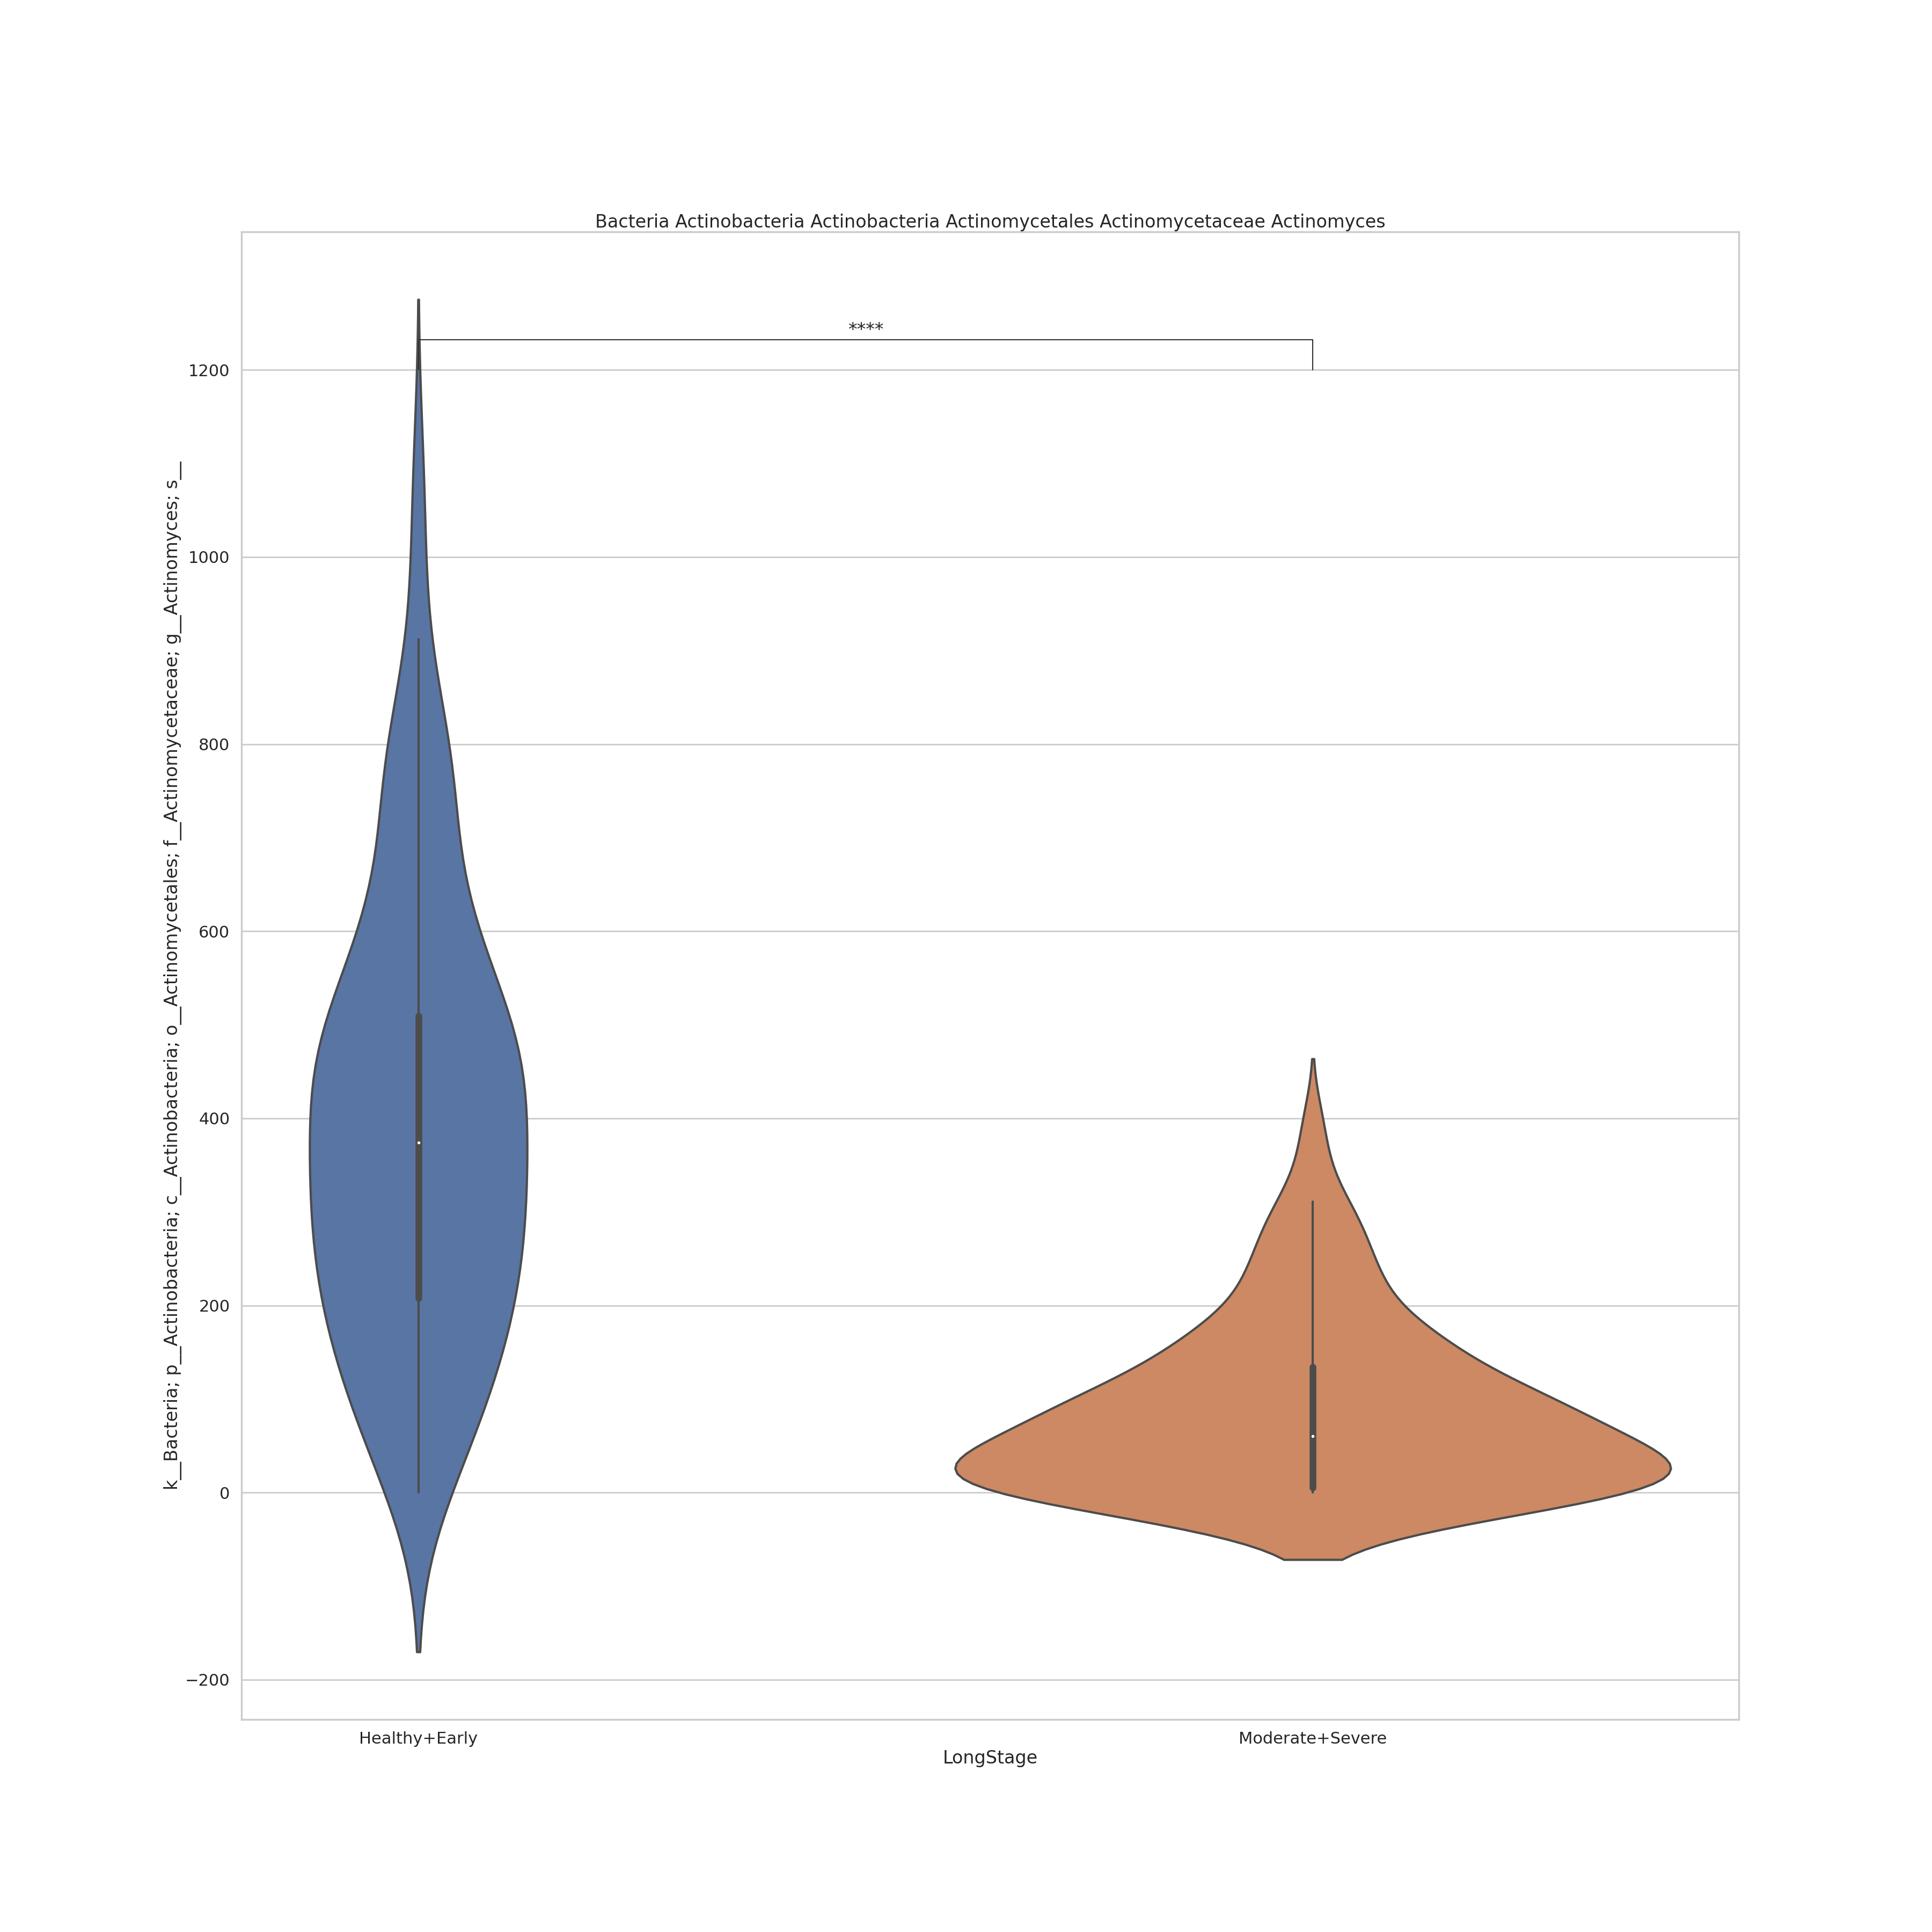 Bacteria Actinobacteria Actinobacteria Actinomycetales Actinomycetaceae Actinomyces
****
k__Bacteria; p__Actinobacteria; c__Actinobacteria; o__Actinomycetales; f__Actinomycetaceae; g__Actinomyces; s__
1200
1000
800
600
400
200
0
−200
Healthy+Early
Moderate+Severe
LongStage